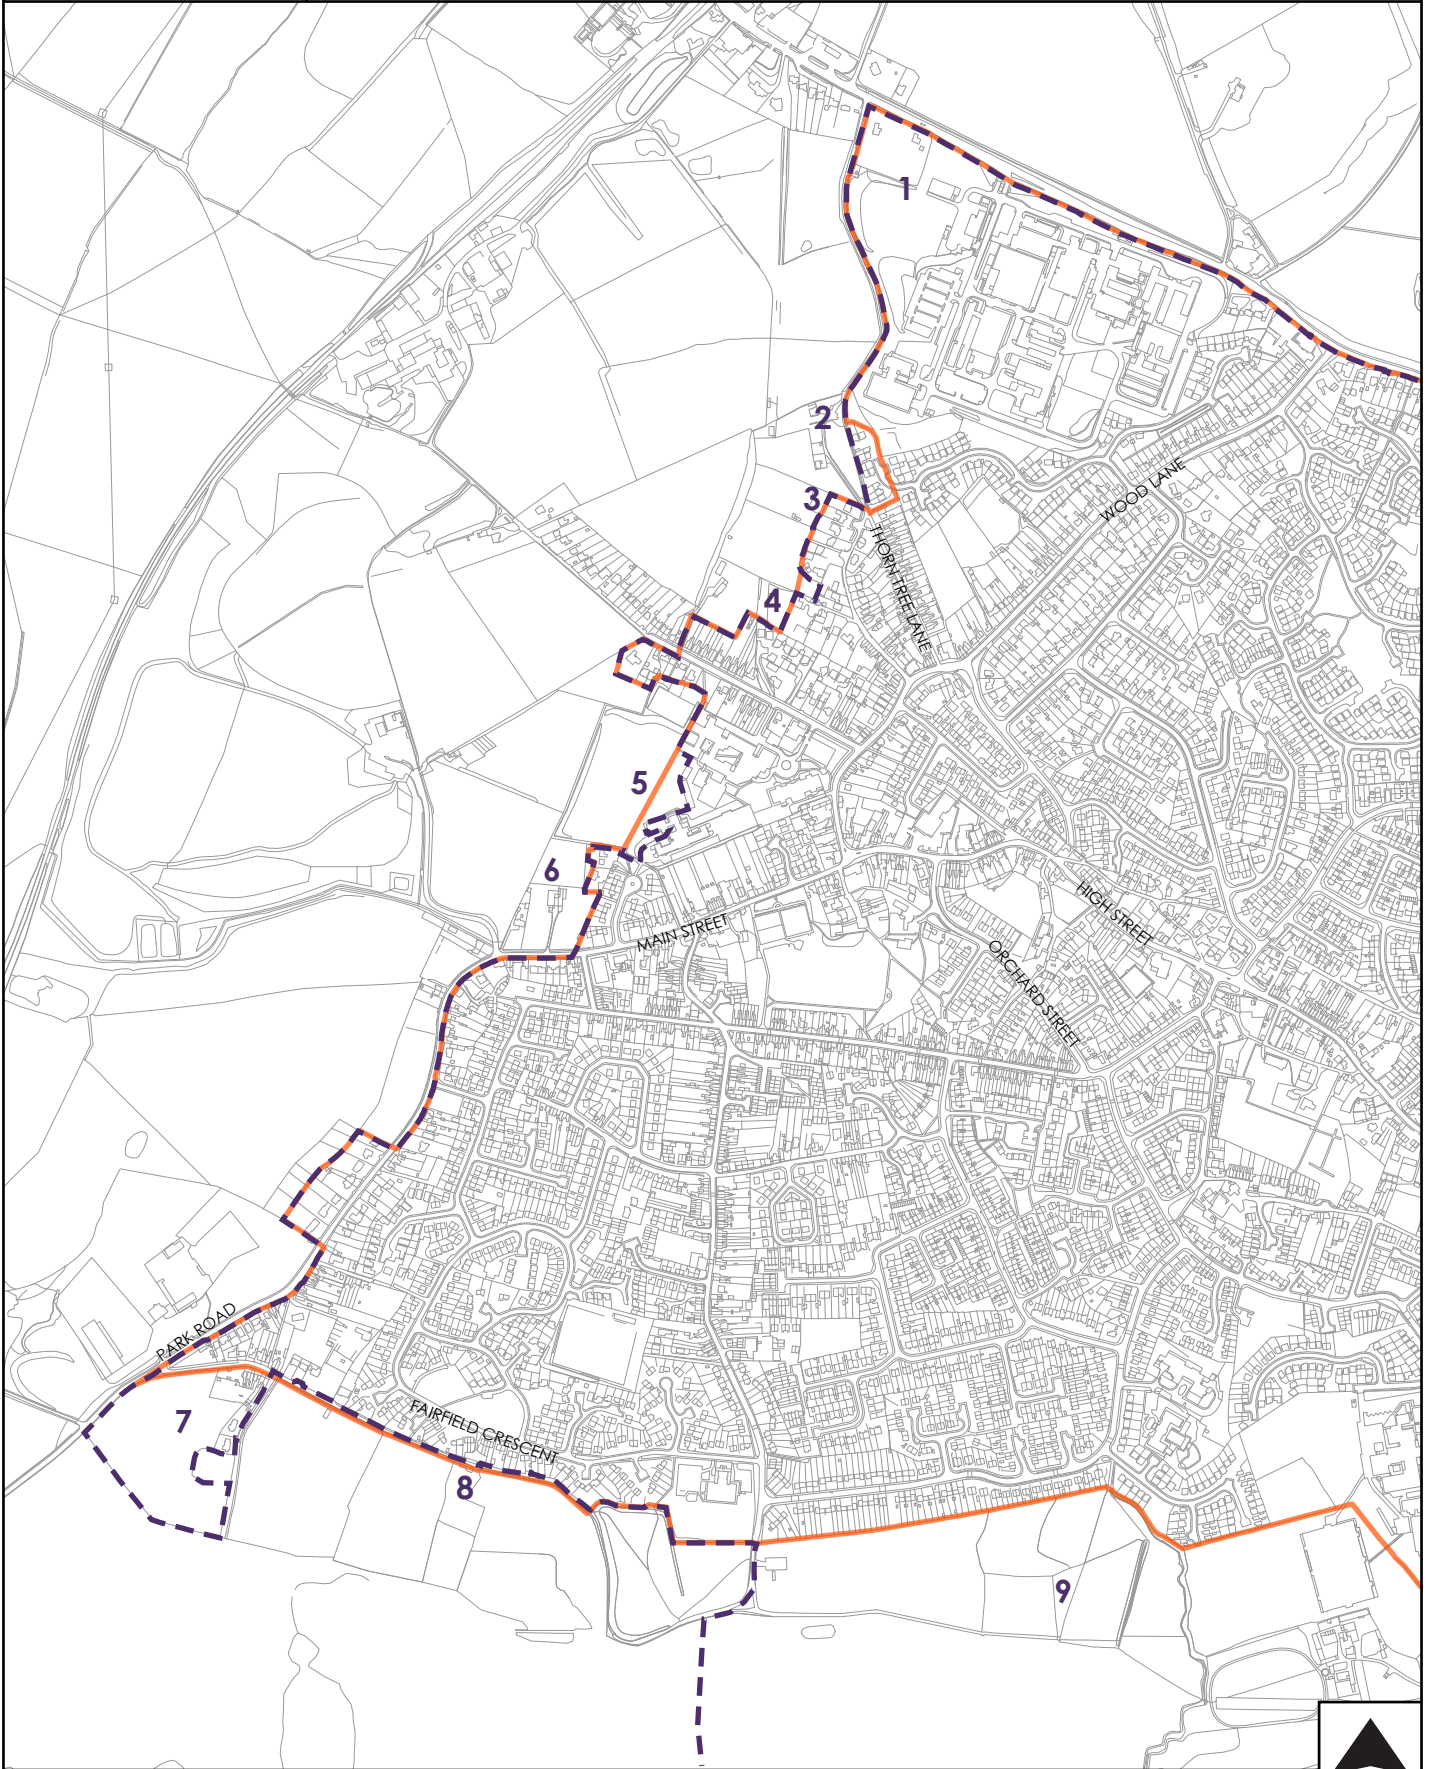 1
2
WOOD LANE
3
THORN TREE LANE
4
5
6
HIGH STREET
MAIN STREET
ORCHARD STREET
PARK ROAD
7
FAIRFIELD CRESCENT
8
9